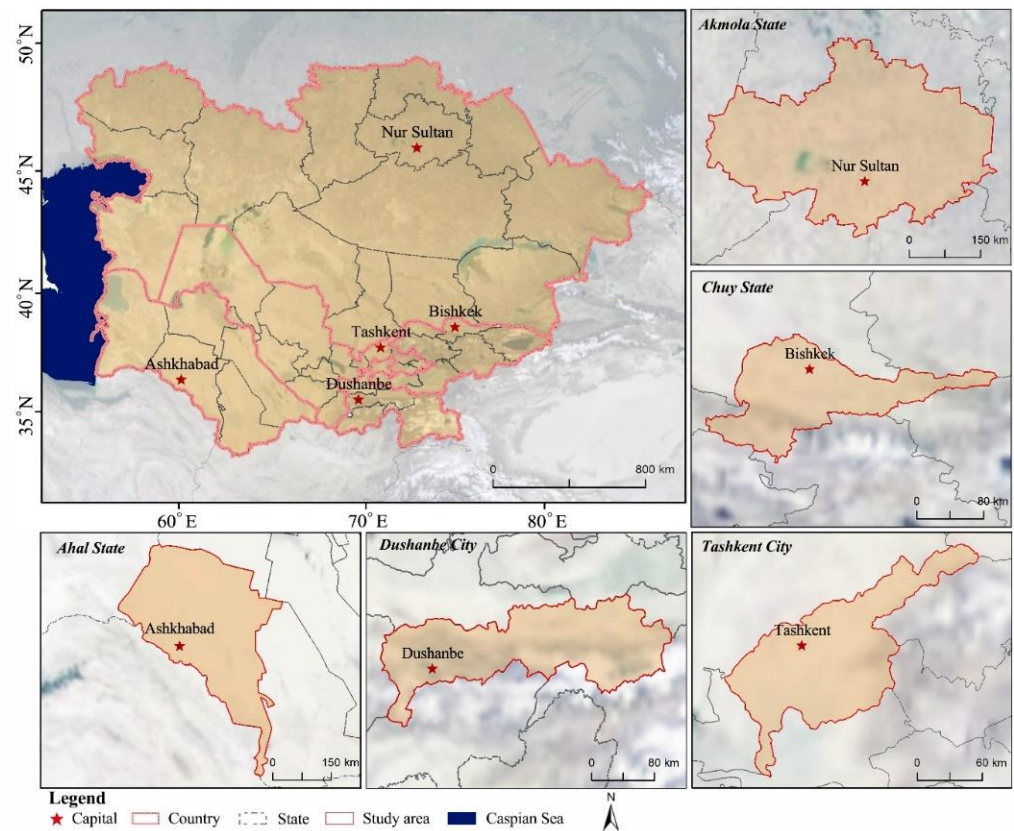 50°N
45°N
40°N
35°N
Nur Sultan
Bishkek
Tashkent
Ashkhabad
Dushanbe
0 800 km
60°E 70°E 80°E
Akmola State
Nur Sultan
0 150 km
Chuy State
Bishkek
0 80 km
Ahal State
Ashkhabad
0 150 km
Dushanbe City
Dushanbe
0 80 km
Tashkent City
Tashkent
0 60 km
Legend
Capital Country State Study area Caspian Sea
N